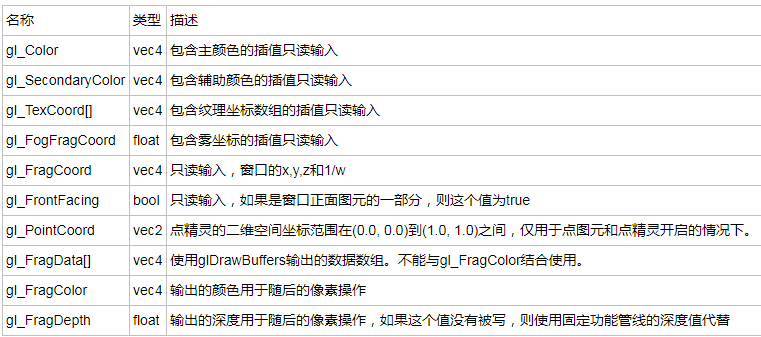 名称 类型 描述
gl_Color vec4 包含主颜色的插值只读输入
gl_SecondaryColor vec4 包含辅助颜色的插值只读输入
gl_TexCoord[] vec4 包含纹理坐标数组的插值只读输入
gl_FogFragCoord float 包含雾坐标的插值只读输入
gl_FragCoord vec4 只读输入，窗口的x,y,z和1/w
gl_FrontFacing bool 只读输入，如果是窗口正面图元的一部分，则这个值为true
gl_PointCoord vec2 点精灵的二维空间坐标范围在(0.0, 0.0)到(1.0, 1.0)之间，仅用于点图元和点精灵开启的情况下。
gl_FragData[] vec4 使用glDrawBuffers输出的数据数组。不能与gl_FragColor结合使用。
gl_FragColor vec4 输出的颜色用于随后的像素操作
gl_FragDepth float 输出的深度用于随后的像素操作，如果这个值没有被写，则使用固定功能管线的深度值代替